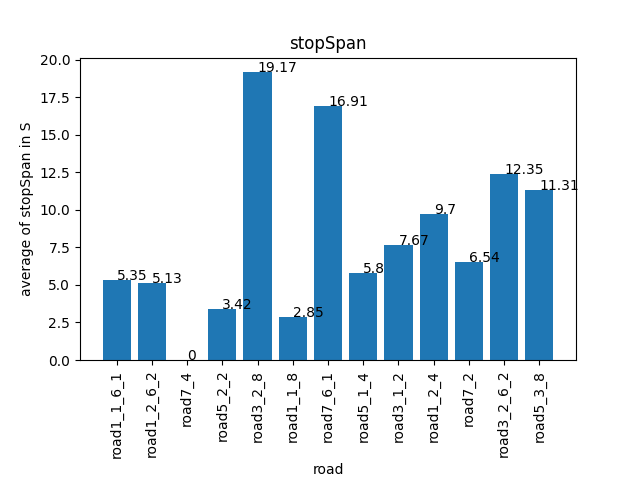 stopSpan
average of stopSpan in S
20.0
17.5
15.0
12.5
10.0
7.5
5.0
2.5
0.0
5.35
5.13
0
3.42
19.17
2.85
16.91
5.8
7.67
9.7
6.54
12.35
11.31
road1_1_6_1
road1_2_6_2
road7_4
road5_2_2
road3_2_8
road1_1_8
road7_6_1
road5_1_4
road3_1_2
road1_2_4
road7_2
road3_2_6_2
road5_3_8
road